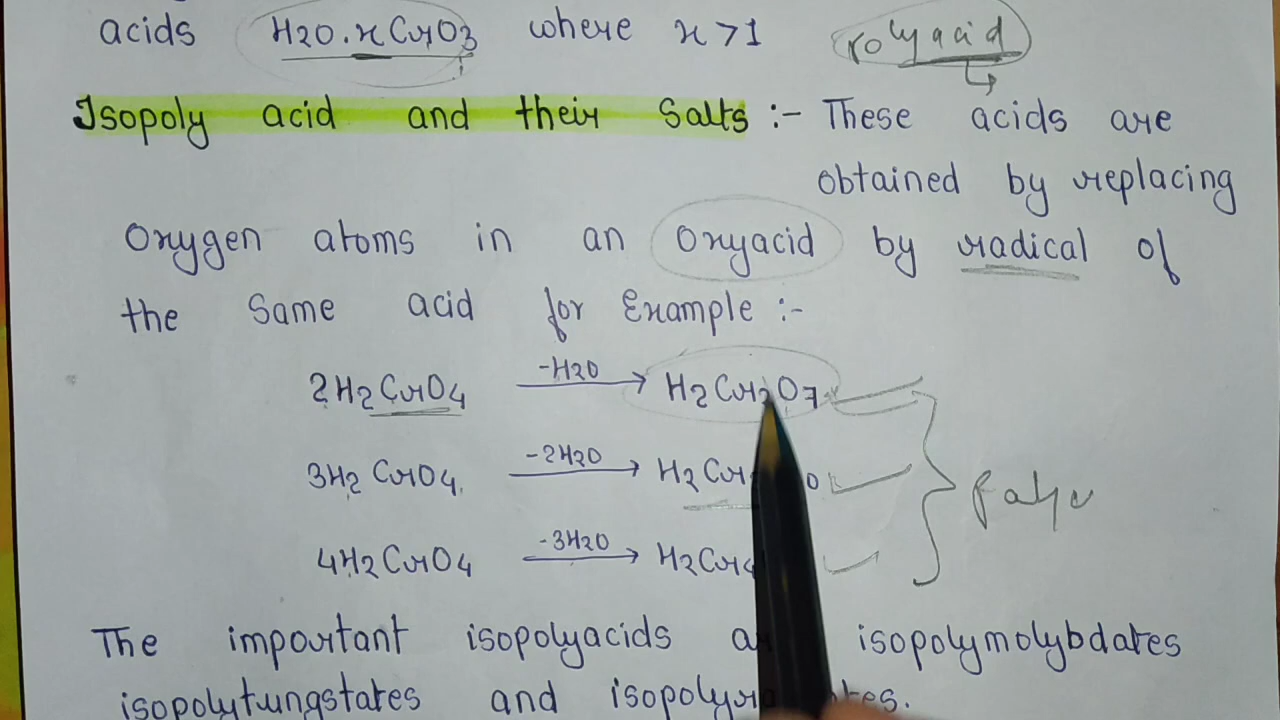 acids H2O.xCrO3 where x>1 Polyacid
Isopoly acid and their Salts :- These acids are
obtained by replacing
Oxygen atoms in an Oxyacid by radical of
the Same acid for Example :-
2H2CrO4 -H2O → H2Cr2O7
3H2CrO4 -2H2O → H2Cr
4H2CrO4 -3H2O → H2Cr4
The important isopolyacids isopolymolybdates
isopolytungstates and